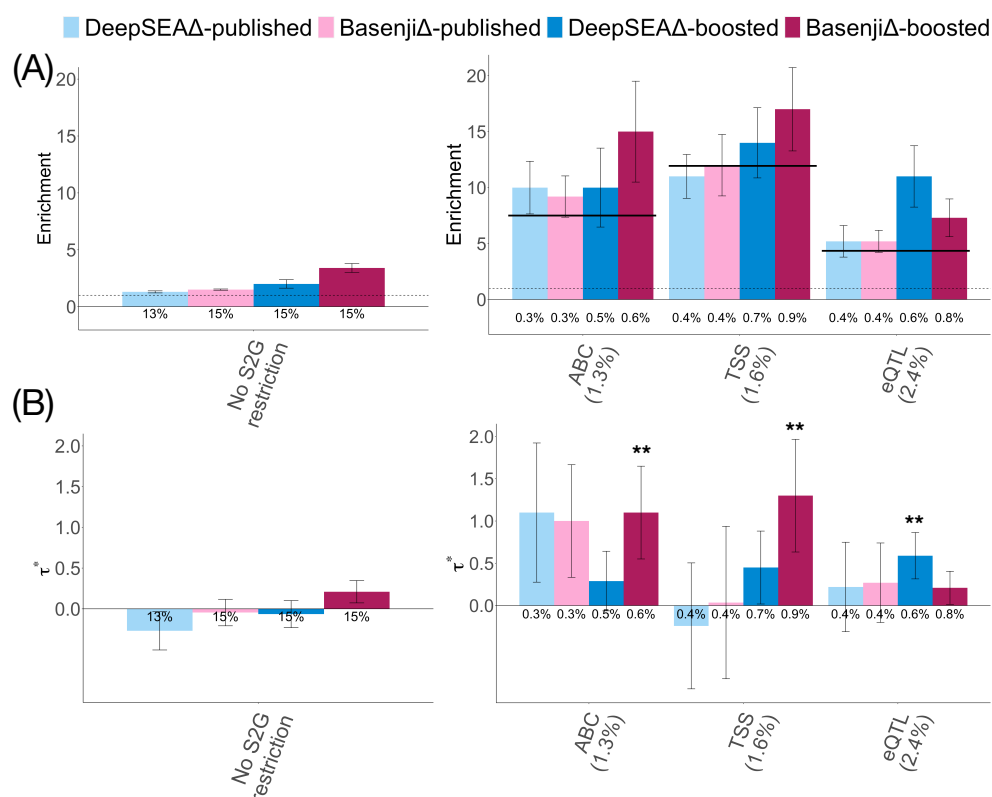 DeepSEAΔ-published BasenjiΔ-published DeepSEAΔ-boosted BasenjiΔ-boosted
(A)
Enrichment
20
15
10
5
0
13% 15% 15% 15%
No S2G
restriction
Enrichment
20
15
10
5
0
0.3% 0.3% 0.5% 0.6% 0.4% 0.4% 0.7% 0.9% 0.4% 0.4% 0.6% 0.8%
ABC
(1.3%)
TSS
(1.6%)
eQTL
(2.4%)
(B)
τ*
2.0
1.5
1.0
0.5
0.0
13% 15% 15% 15%
No S2G
restriction
τ*
2.0
1.5
1.0
0.5
0.0
** ** **
0.3% 0.3% 0.5% 0.6% 0.4% 0.4% 0.7% 0.9% 0.4% 0.4% 0.6% 0.8%
ABC
(1.3%)
TSS
(1.6%)
eQTL
(2.4%)